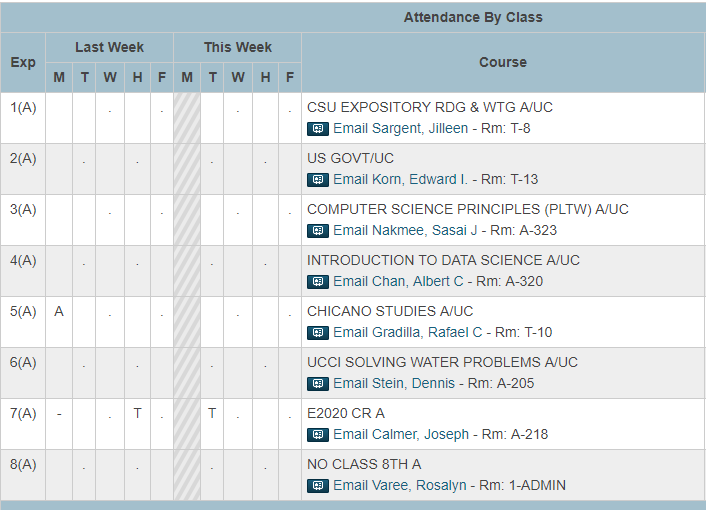 Attendance By Class
Exp Last Week This Week Course
M T W H F M T W H F
1(A) . . . . CSU EXPOSITORY RDG & WTG A/UC
Email Sargent, Jilleen - Rm: T-8
2(A) . . . . US GOVT/UC
Email Korn, Edward I. - Rm: T-13
3(A) . . . . COMPUTER SCIENCE PRINCIPLES (PLTW) A/UC
Email Nakmee, Sasai J - Rm: A-323
4(A) . . . . INTRODUCTION TO DATA SCIENCE A/UC
Email Chan, Albert C - Rm: A-320
5(A) A . . . . CHICANO STUDIES A/UC
Email Gradilla, Rafael C - Rm: T-10
6(A) . . . . UCCI SOLVING WATER PROBLEMS A/UC
Email Stein, Dennis - Rm: A-205
7(A) - . T . T . . E2020 CR A
Email Calmer, Joseph - Rm: A-218
8(A) . . . . NO CLASS 8TH A
Email Varee, Rosalyn - Rm: 1-ADMIN